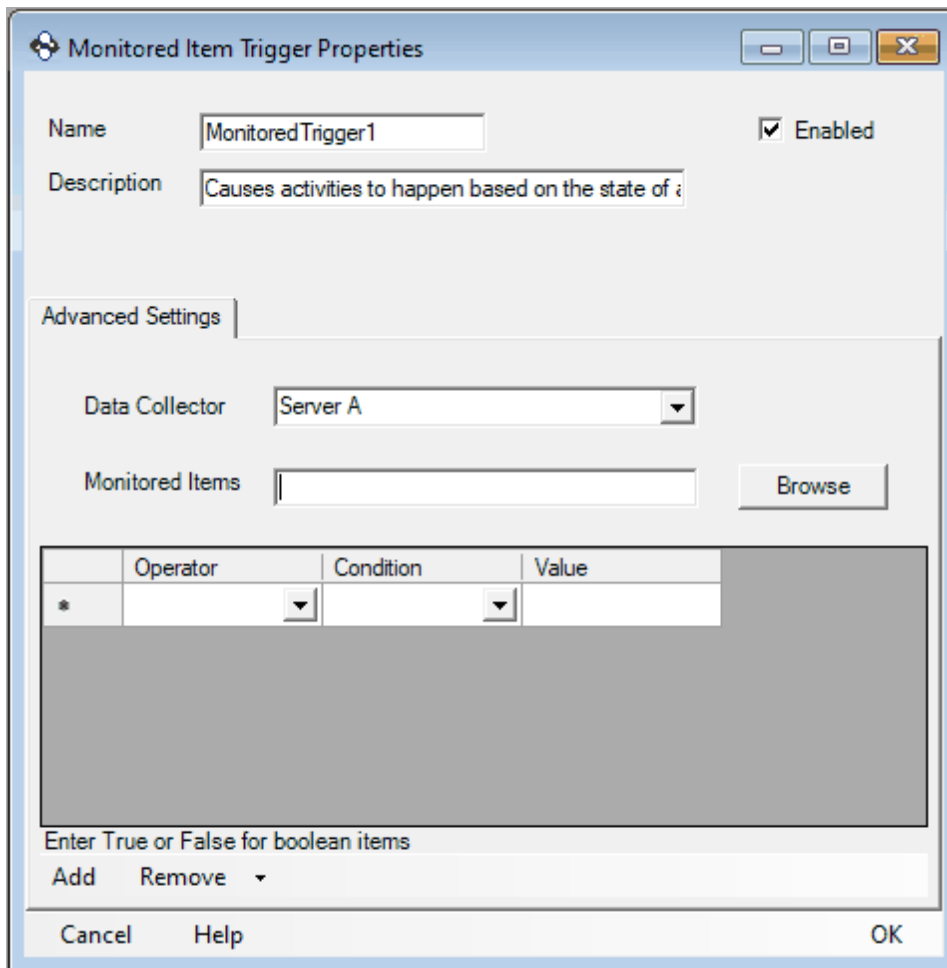 Monitored Item Trigger Properties
Name MonitoredTrigger1 Enabled
Description Causes activities to happen based on the state of
Advanced Settings
Data Collector Server A
Monitored Items Browse
Operator Condition Value
*
Enter True or False for boolean items
Add Remove
Cancel Help OK